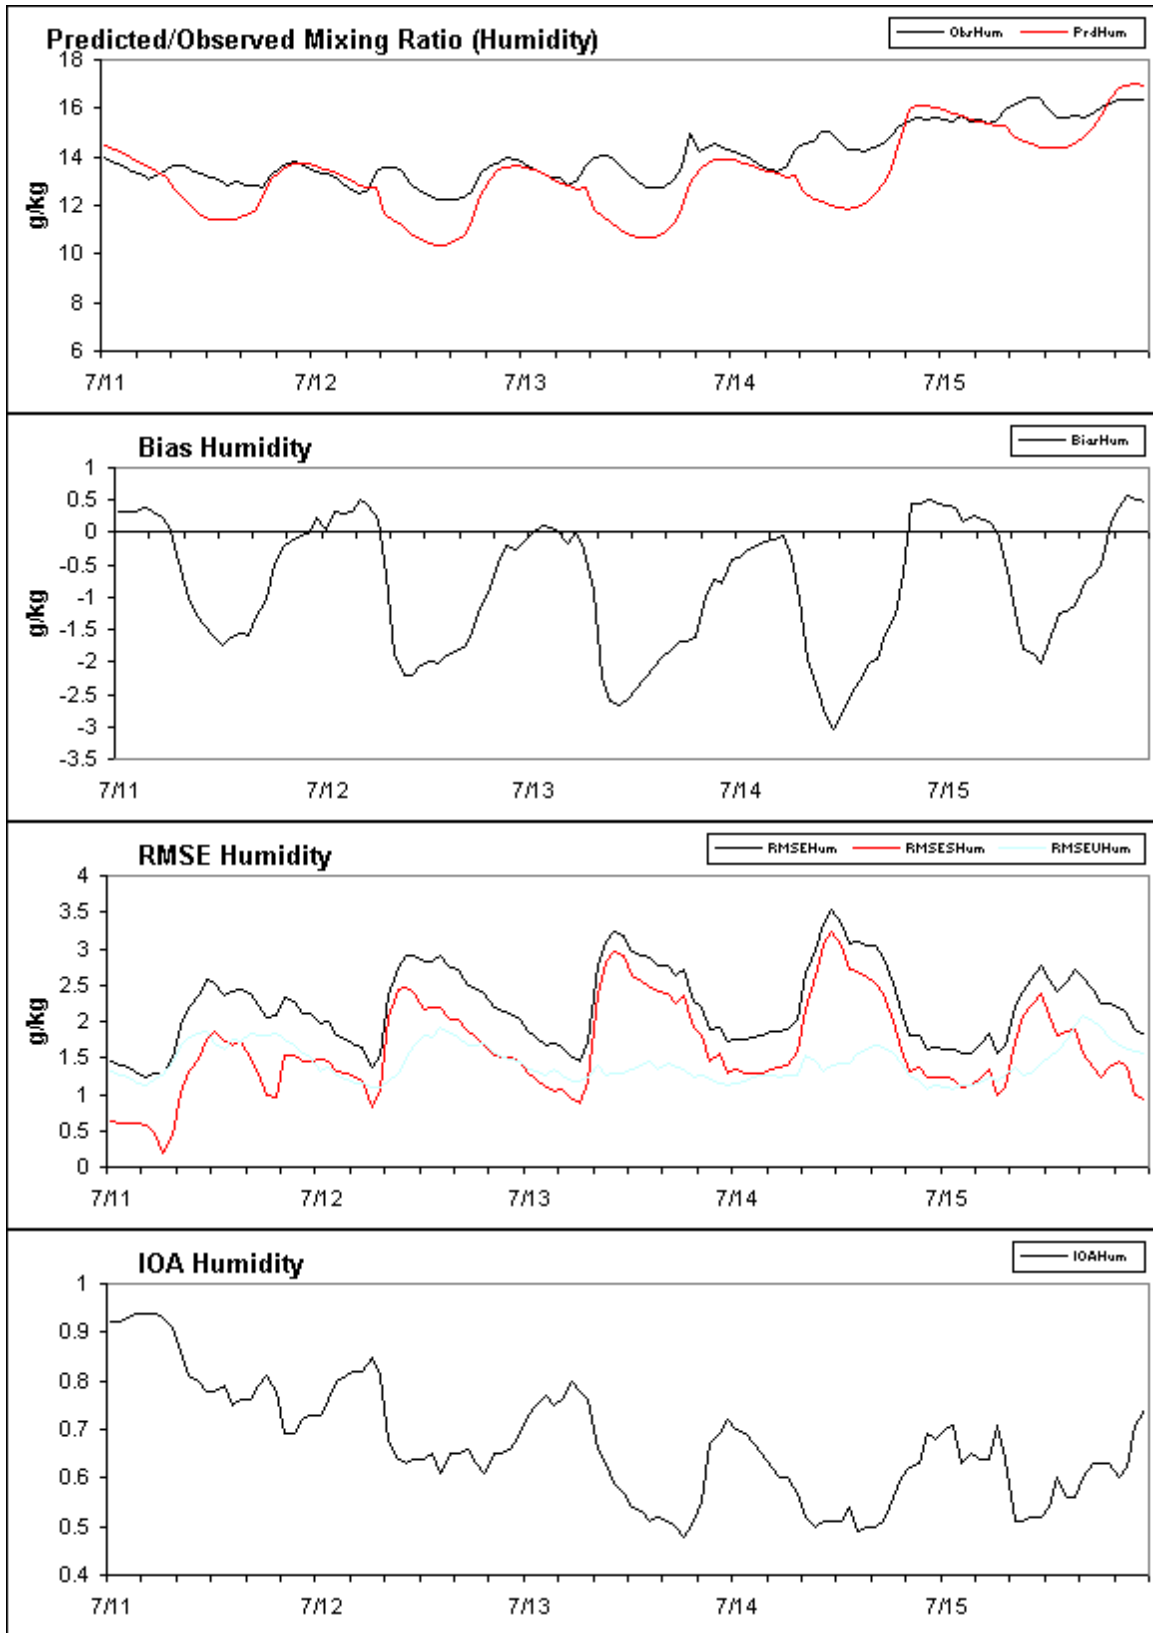 Predicted/Observed Mixing Ratio (Humidity)
ObsHum PrdHum
18
16
14
12
10
8
6
g/kg
7/11 7/12 7/13 7/14 7/15
Bias Humidity
BiasHum
1
0.5
0
-0.5
-1
-1.5
-2
-2.5
-3
-3.5
g/kg
7/11 7/12 7/13 7/14 7/15
RMSE Humidity
RMSEHum RMSESHum RMSEUHum
4
3.5
3
2.5
2
1.5
1
0.5
0
g/kg
7/11 7/12 7/13 7/14 7/15
IOA Humidity
IOAHum
1
0.9
0.8
0.7
0.6
0.5
0.4
7/11 7/12 7/13 7/14 7/15